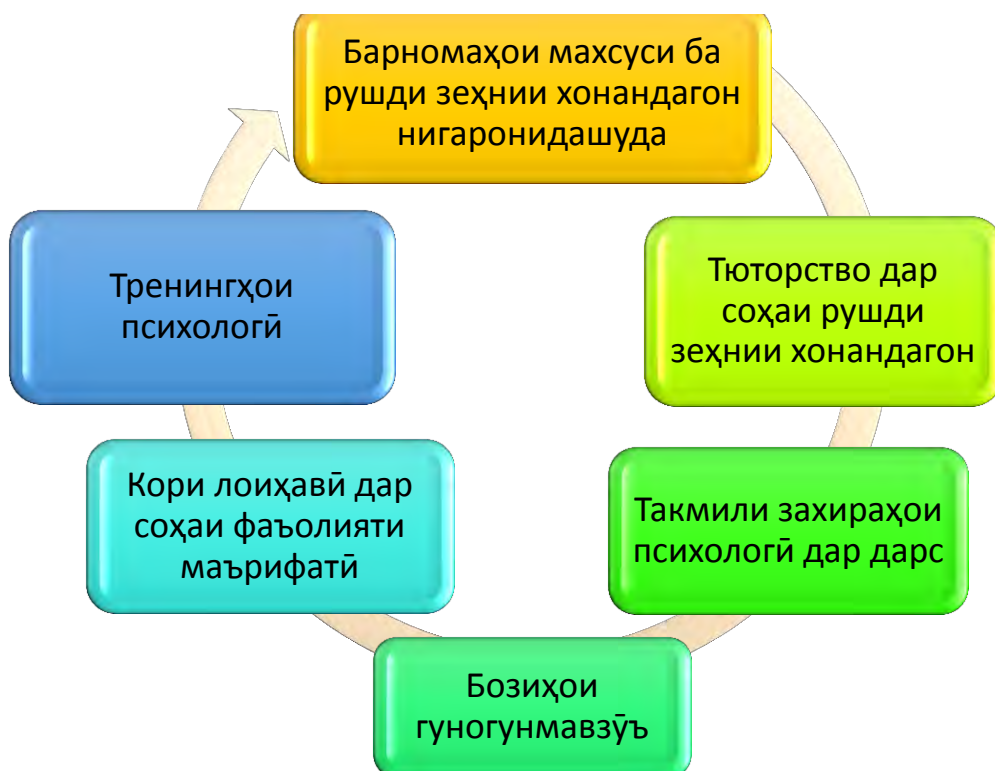 Барномаҳои махсуси ба
рушди зеҳнии хонандагон
нигаронидашуда
Тюторство дар
соҳаи рушди
зеҳнии хонандагон
Такмили захираҳои
психологӣ дар дарс
Бозиҳои
гуногунмавзӯъ
Кори лоиҳавӣ дар
соҳаи фаъолияти
маърифатӣ
Тренингҳои
психологӣ